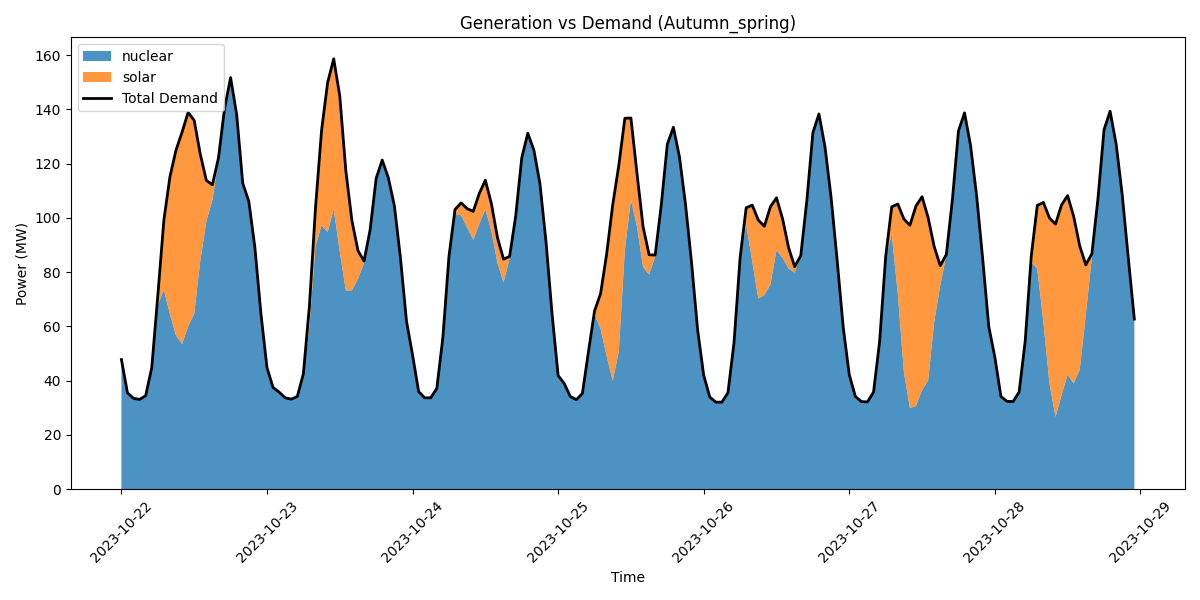 Generation vs Demand (Autumn_spring)
nuclear
solar
Total Demand
Power (MW)
160
140
120
100
80
60
40
20
0
2023-10-22
2023-10-23
2023-10-24
2023-10-25
2023-10-26
2023-10-27
2023-10-28
2023-10-29
Time